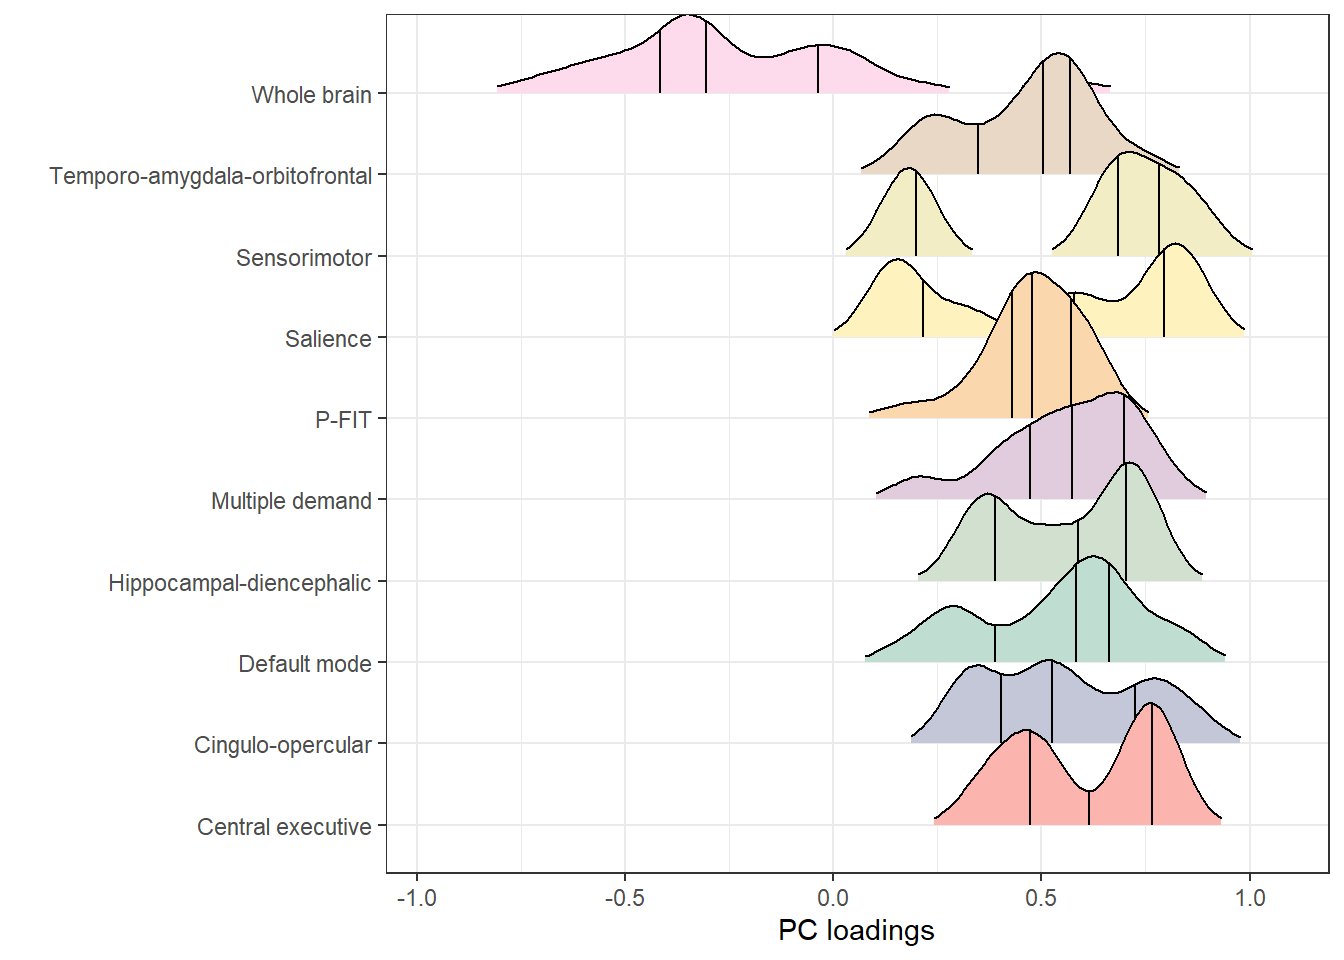 Whole brain
Temporo-amygdala-orbitofrontal
Sensorimotor
Salience
P-FIT
Multiple demand
Hippocampal-diencephalic
Default mode
Cingulo-opercular
Central executive
-1.0 -0.5 0.0 0.5 1.0
PC loadings